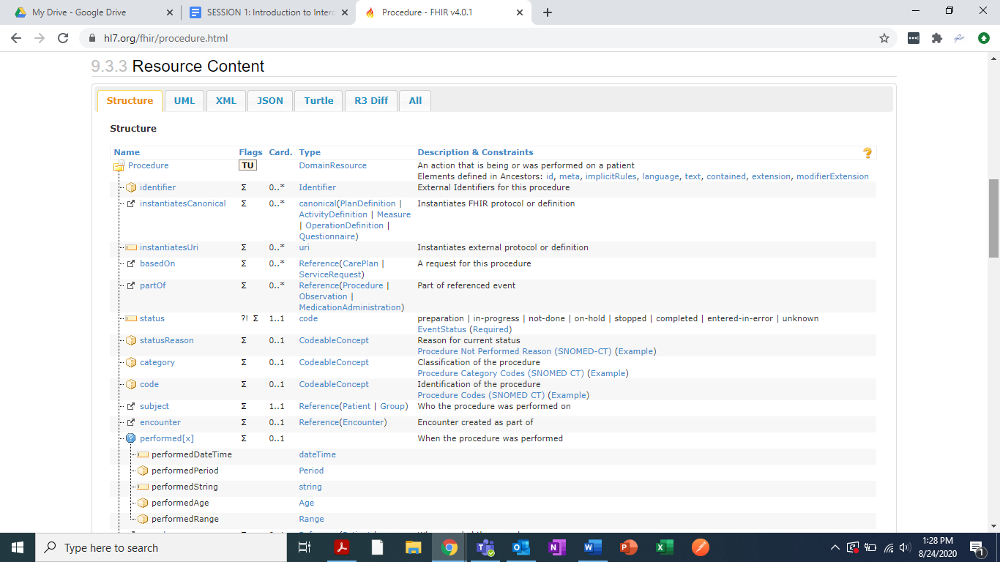 My Drive - Google Drive
SESSION 1: Introduction to Interc
Procedure - FHIR v4.0.1
hl7.org/fhir/procedure.html
9.3.3 Resource Content
Structure UML XML JSON Turtle R3 Diff All
Structure
Name Flags Card. Type Description & Constraints
Procedure TU DomainResource An action that is being or was performed on a patient
Elements defined in Ancestors: id, meta, implicitRules, language, text, contained, extension, modifierExtension
identifier Σ 0..* Identifier External Identifiers for this procedure
instantiatesCanonical Σ 0..* canonical(PlanDefinition | Instantiates FHIR protocol or definition
ActivityDefinition | Measure
| OperationDefinition |
Questionnaire)
instantiatesUri Σ 0..* uri Instantiates external protocol or definition
basedOn Σ 0..* Reference(CarePlan | A request for this procedure
ServiceRequest)
partOf Σ 0..* Reference(Procedure | Part of referenced event
Observation |
MedicationAdministration)
status ?! Σ 1..1 code preparation | in-progress | not-done | on-hold | stopped | completed | entered-in-error | unknown
EventStatus (Required)
statusReason Σ 0..1 CodeableConcept Reason for current status
Procedure Not Performed Reason (SNOMED-CT) (Example)
category Σ 0..1 CodeableConcept Classification of the procedure
Procedure Category Codes (SNOMED CT) (Example)
code Σ 0..1 CodeableConcept Identification of the procedure
Procedure Codes (SNOMED CT) (Example)
subject Σ 1..1 Reference(Patient | Group) Who the procedure was performed on
encounter Σ 0..1 Reference(Encounter) Encounter created as part of
performed[x] Σ 0..1 When the procedure was performed
performedDateTime dateTime
performedPeriod Period
performedString string
performedAge Age
performedRange Range
Type here to search
1:28 PM
8/24/2020
1